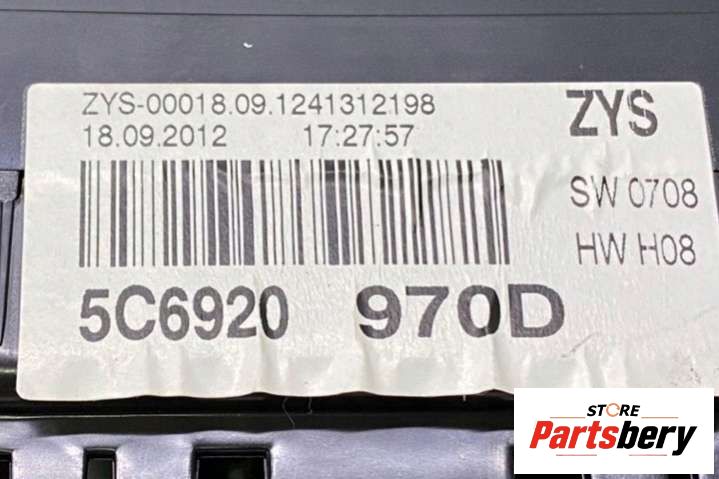 ZYS-00018.09.1241312198
ZYS
18.09.2012 17:27:57
SW 0708
HW H08
5C6920 970D
STORE
Partsbery